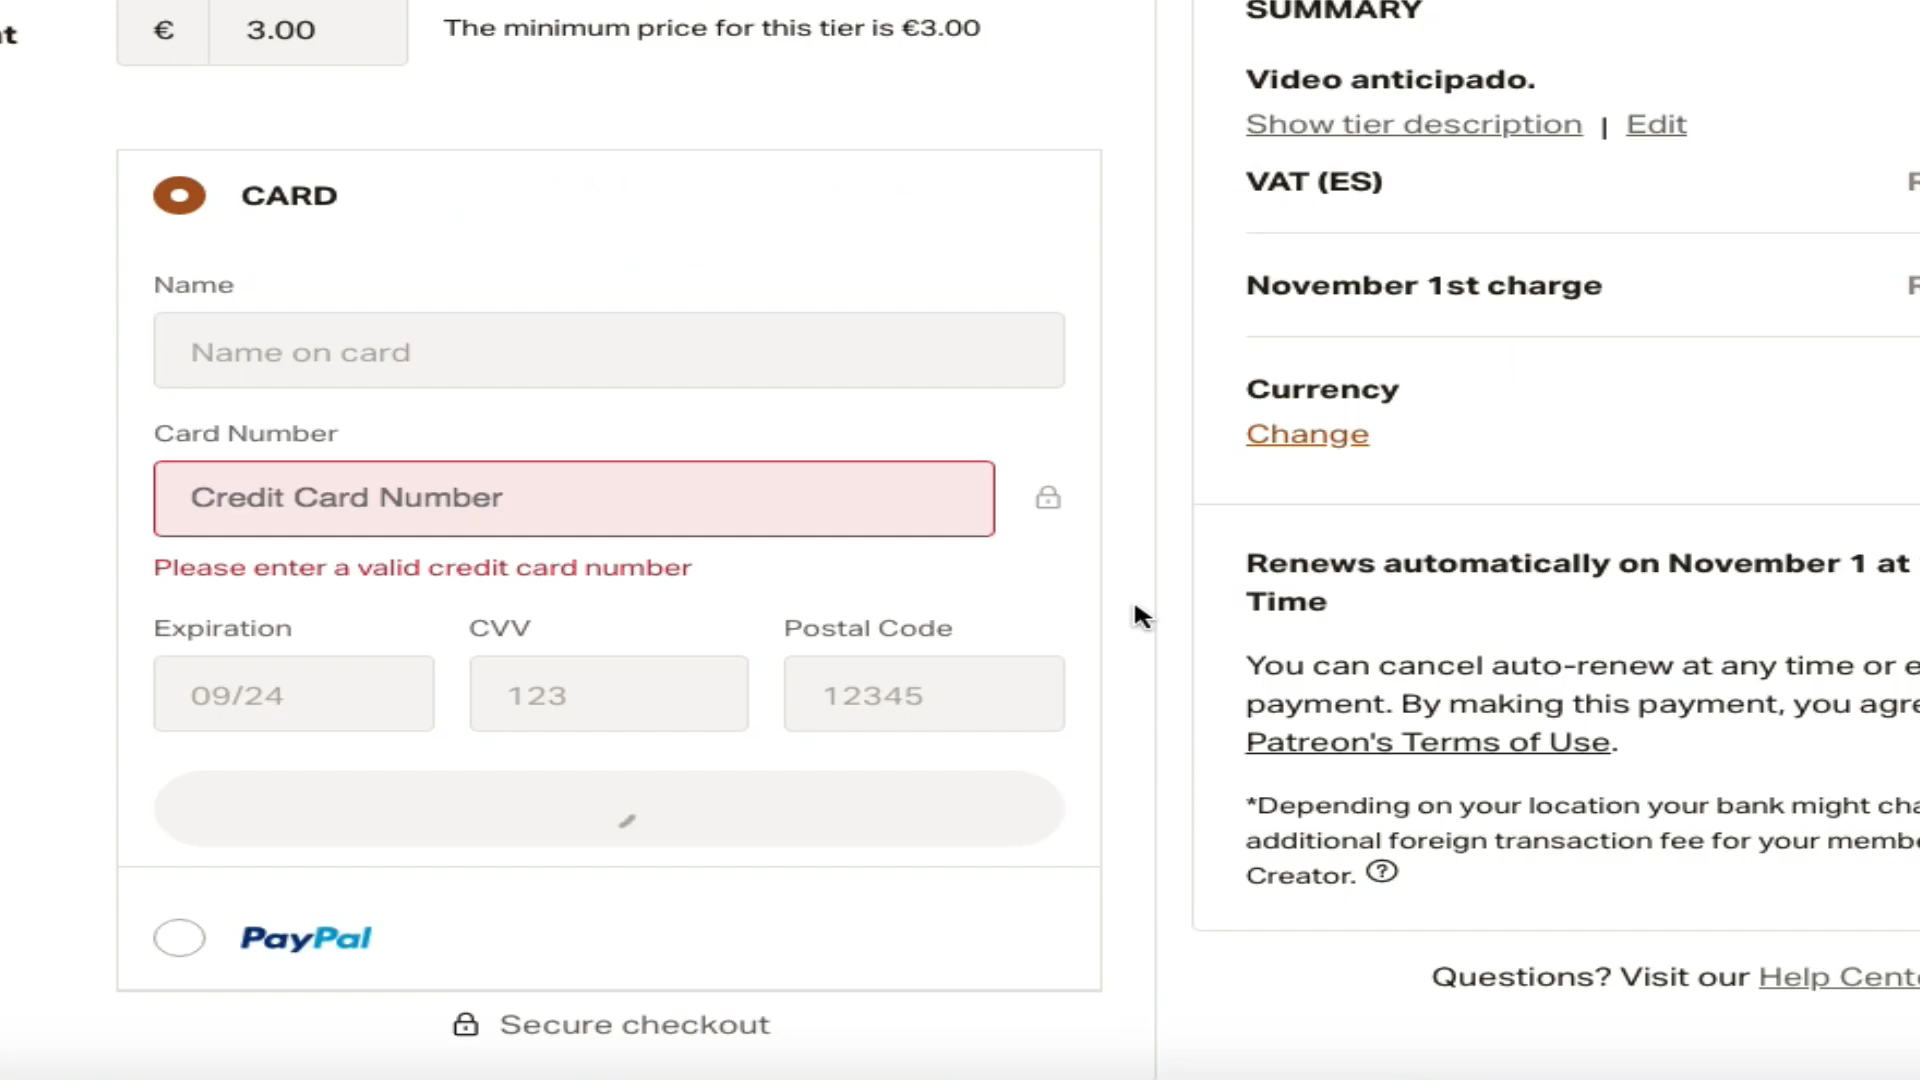 € 3.00 The minimum price for this tier is €3.00
CARD
Name
Name on card
Card Number
Credit Card Number
Please enter a valid credit card number
Expiration CVV Postal Code
09/24 123 12345
PayPal
Secure checkout
SUMMARY
Video anticipado.
Show tier description | Edit
VAT (ES)
November 1st charge
Currency
Change
Renews automatically on November 1 at
Time
You can cancel auto-renew at any time or
payment. By making this payment, you
Patreon's Terms of Use.
*Depending on your location your bank might
additional foreign transaction fee for your
Creator.
Questions? Visit our Help